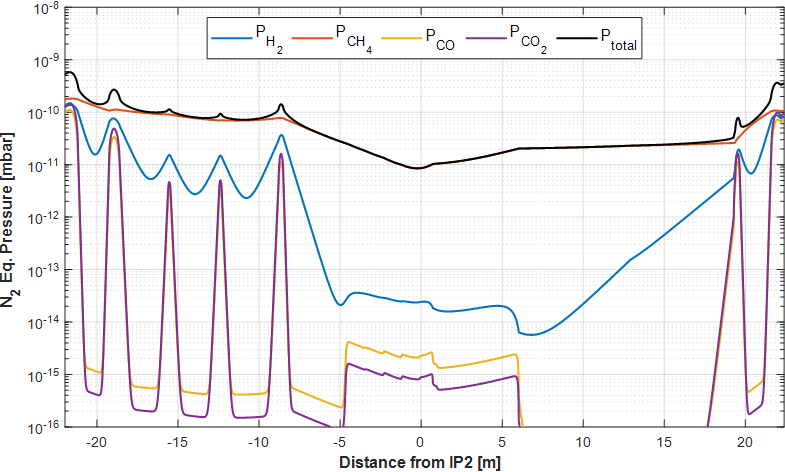 P_H2 P_CH4 P_CO P_CO2 P_total
N2 Eq. Pressure [mbar]
10^-8
10^-9
10^-10
10^-11
10^-12
10^-13
10^-14
10^-15
10^-16
-20 -15 -10 -5 0 5 10 15 20
Distance from IP2 [m]